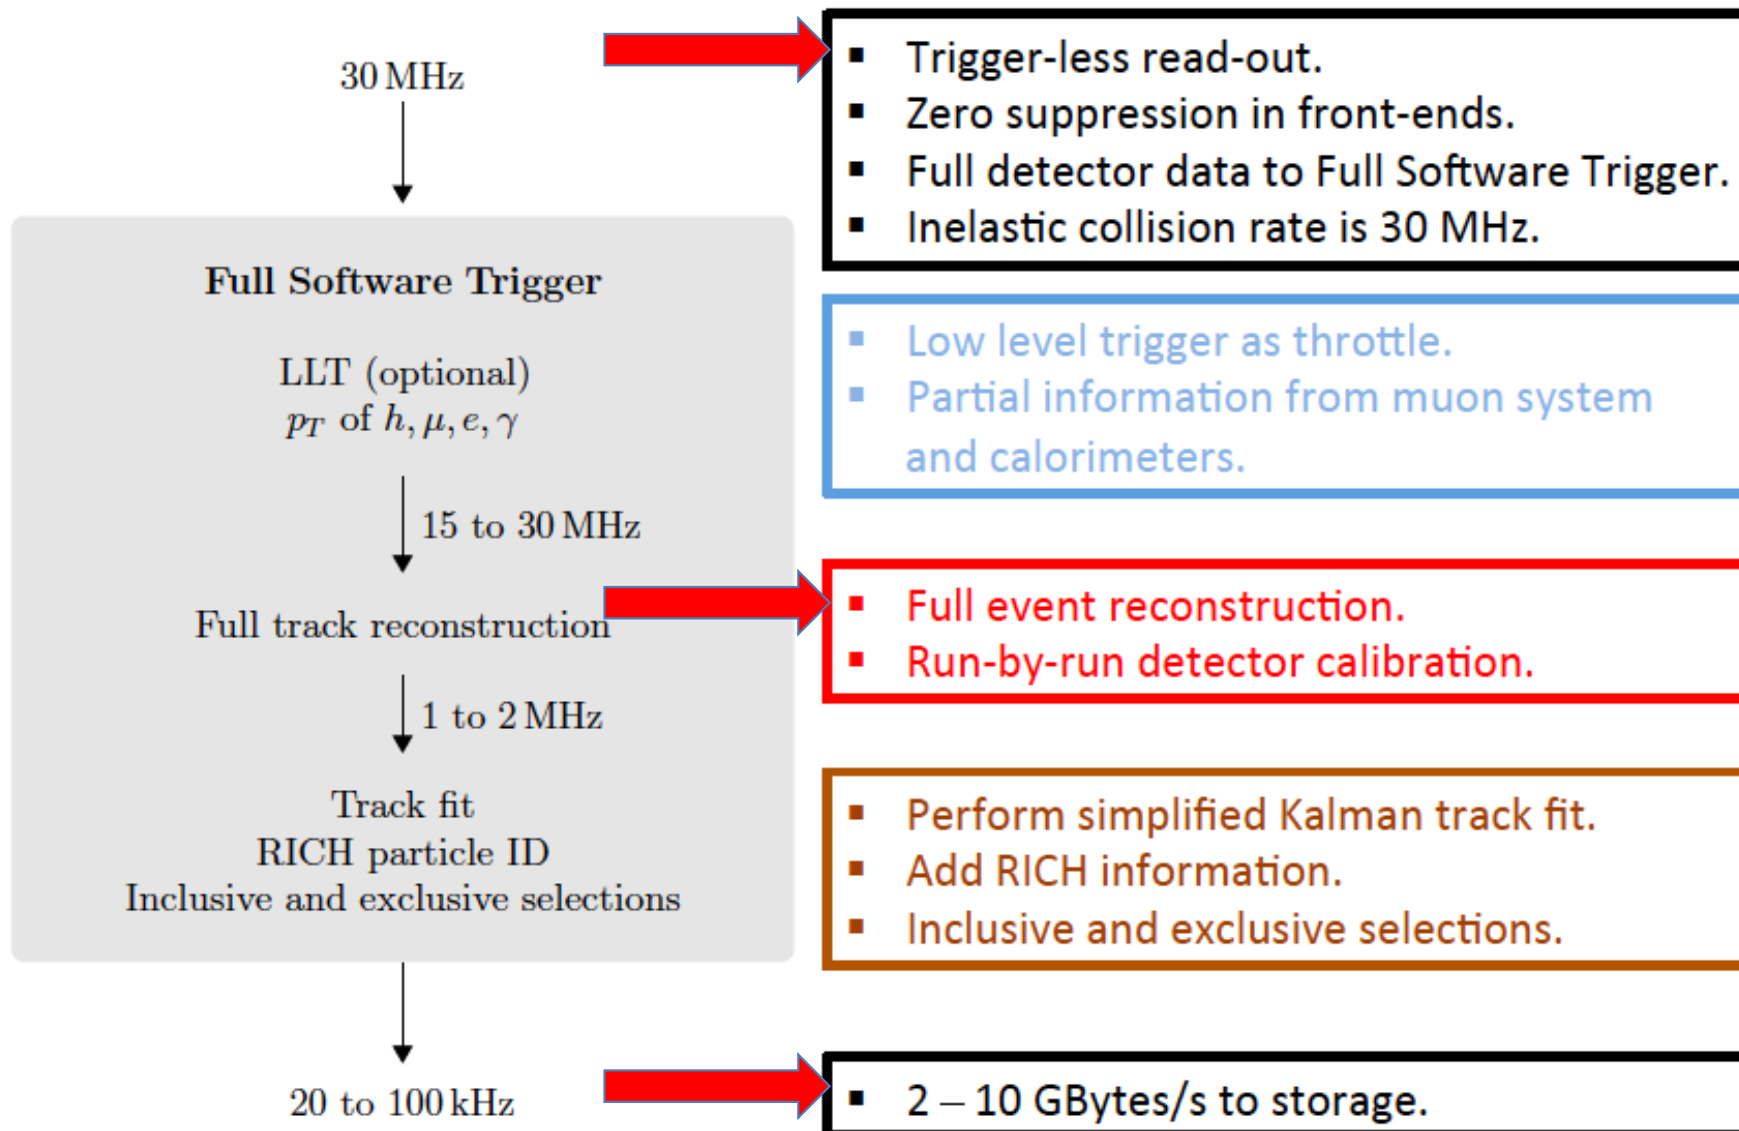 30 MHz
Full Software Trigger
LLT (optional)
p_T of h, μ, e, γ
15 to 30 MHz
Full track reconstruction
1 to 2 MHz
Track fit
RICH particle ID
Inclusive and exclusive selections
20 to 100 kHz
▪ Trigger-less read-out.
▪ Zero suppression in front-ends.
▪ Full detector data to Full Software Trigger.
▪ Inelastic collision rate is 30 MHz.
▪ Low level trigger as throttle.
▪ Partial information from muon system
and calorimeters.
▪ Full event reconstruction.
▪ Run-by-run detector calibration.
▪ Perform simplified Kalman track fit.
▪ Add RICH information.
▪ Inclusive and exclusive selections.
▪ 2 – 10 GBytes/s to storage.